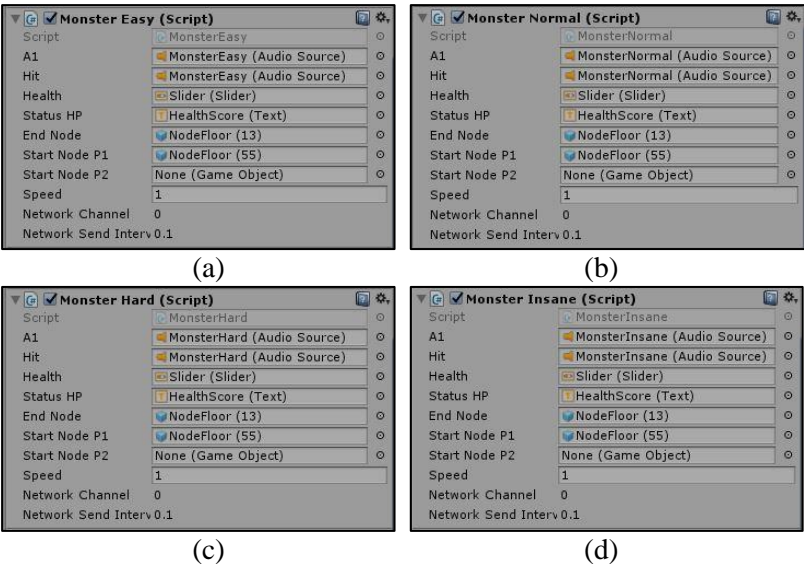 Monster Easy (Script)
Script MonsterEasy
A1 MonsterEasy (Audio Source)
Hit MonsterEasy (Audio Source)
Health Slider (Slider)
Status HP HealthScore (Text)
End Node NodeFloor (13)
Start Node P1 NodeFloor (55)
Start Node P2 None (Game Object)
Speed 1
Network Channel 0
Network Send Interv 0.1
(a)
Monster Normal (Script)
Script MonsterNormal
A1 MonsterNormal (Audio Source)
Hit MonsterNormal (Audio Source)
Health Slider (Slider)
Status HP HealthScore (Text)
End Node NodeFloor (13)
Start Node P1 NodeFloor (55)
Start Node P2 None (Game Object)
Speed 1
Network Channel 0
Network Send Interv 0.1
(b)
Monster Hard (Script)
Script MonsterHard
A1 MonsterHard (Audio Source)
Hit MonsterHard (Audio Source)
Health Slider (Slider)
Status HP HealthScore (Text)
End Node NodeFloor (13)
Start Node P1 NodeFloor (55)
Start Node P2 None (Game Object)
Speed 1
Network Channel 0
Network Send Interv 0.1
(c)
Monster Insane (Script)
Script MonsterInsane
A1 MonsterInsane (Audio Source)
Hit MonsterInsane (Audio Source)
Health Slider (Slider)
Status HP HealthScore (Text)
End Node NodeFloor (13)
Start Node P1 NodeFloor (55)
Start Node P2 None (Game Object)
Speed 1
Network Channel 0
Network Send Interv 0.1
(d)